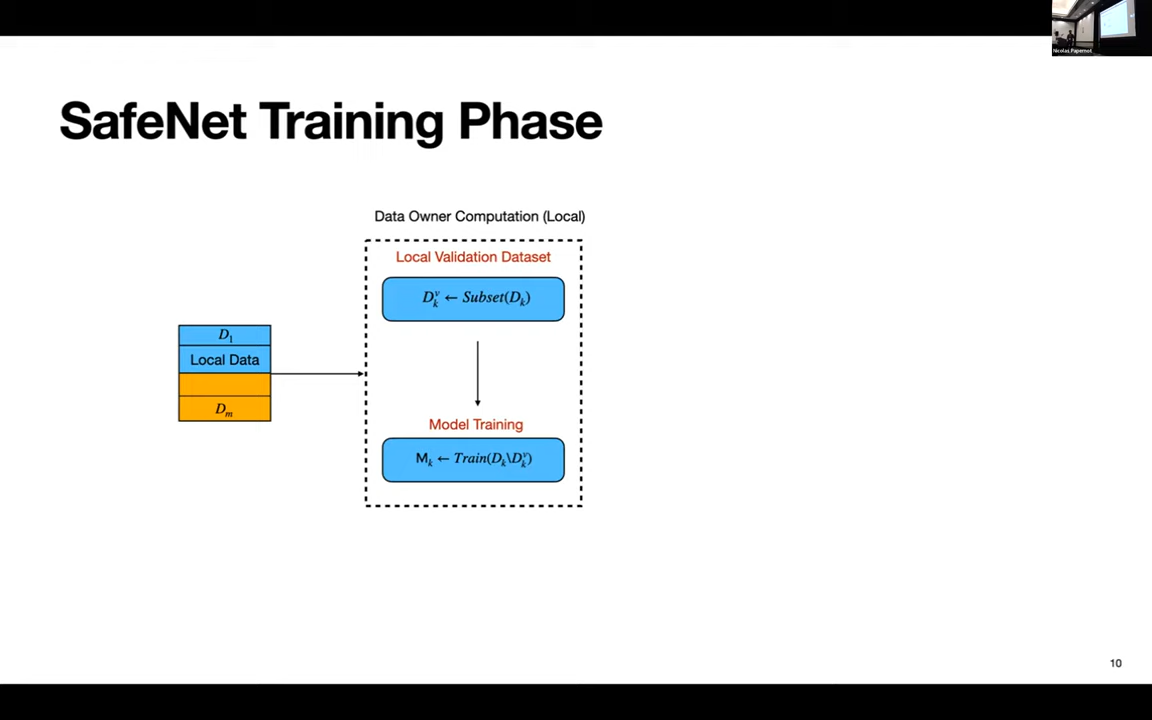 Nicolas Papernot
SafeNet Training Phase
Data Owner Computation (Local)
Local Validation Dataset
D_k^v ← Subset(D_k)
D_1
Local Data
D_m
Model Training
M_k ← Train(D_k\D_k^v)
10